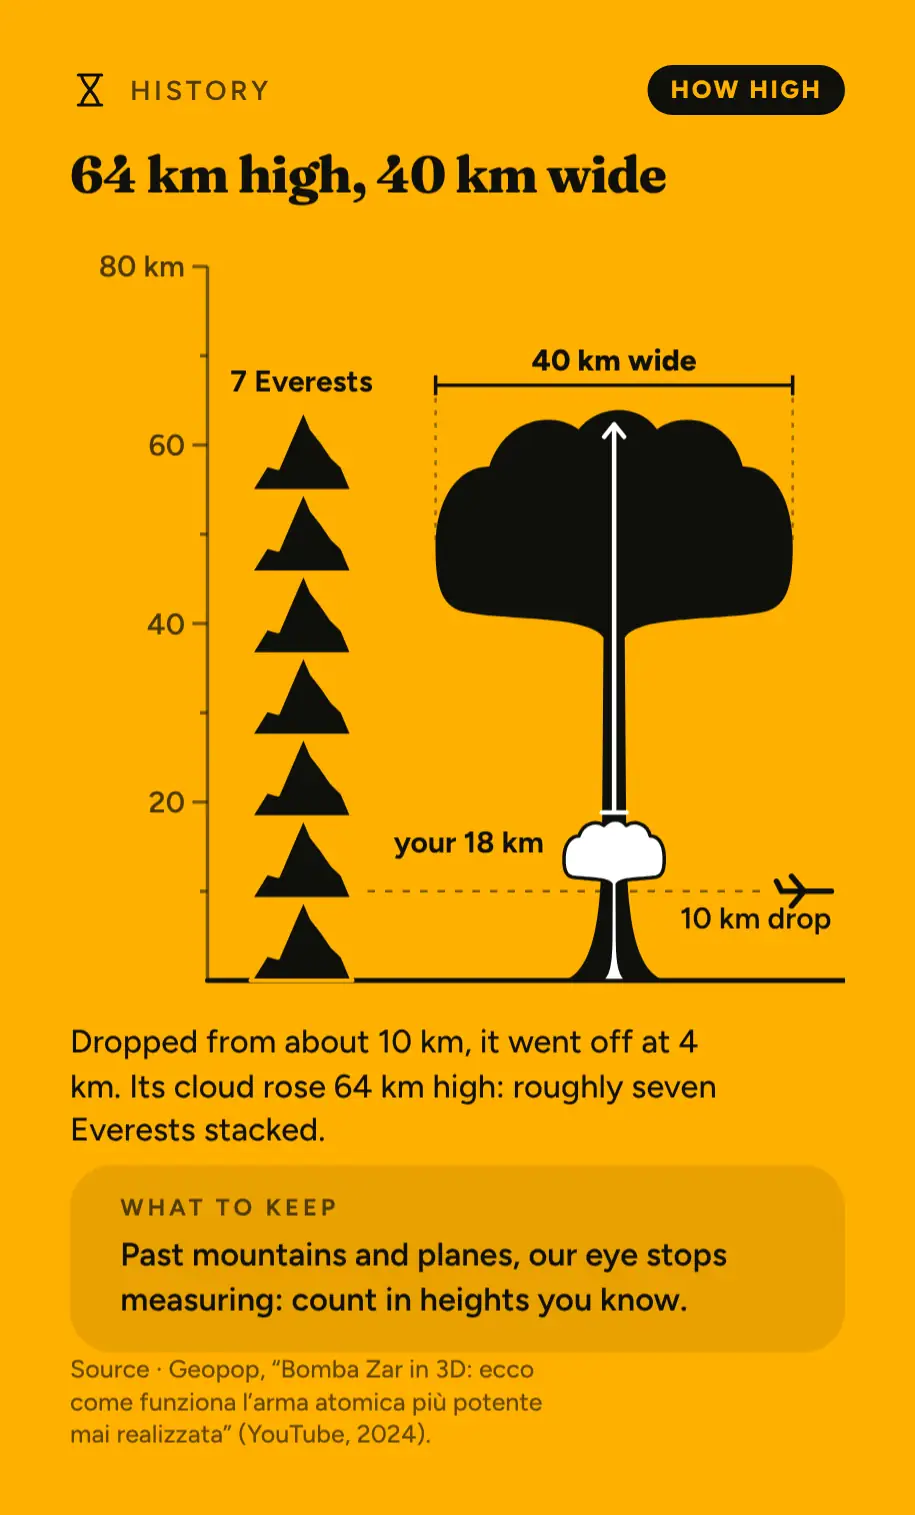 HISTORY
HOW HIGH
64 km high, 40 km wide
80 km
40 km wide
7 Everests
60
40
20
your 18 km
10 km drop
Dropped from about 10 km, it went off at 4
km. Its cloud rose 64 km high: roughly seven
Everests stacked.
WHAT TO KEEP
Past mountains and planes, our eye stops
measuring: count in heights you know.
Source · Geopop, “Bomba Zar in 3D: ecco
come funziona l’arma atomica più potente
mai realizzata” (YouTube, 2024).